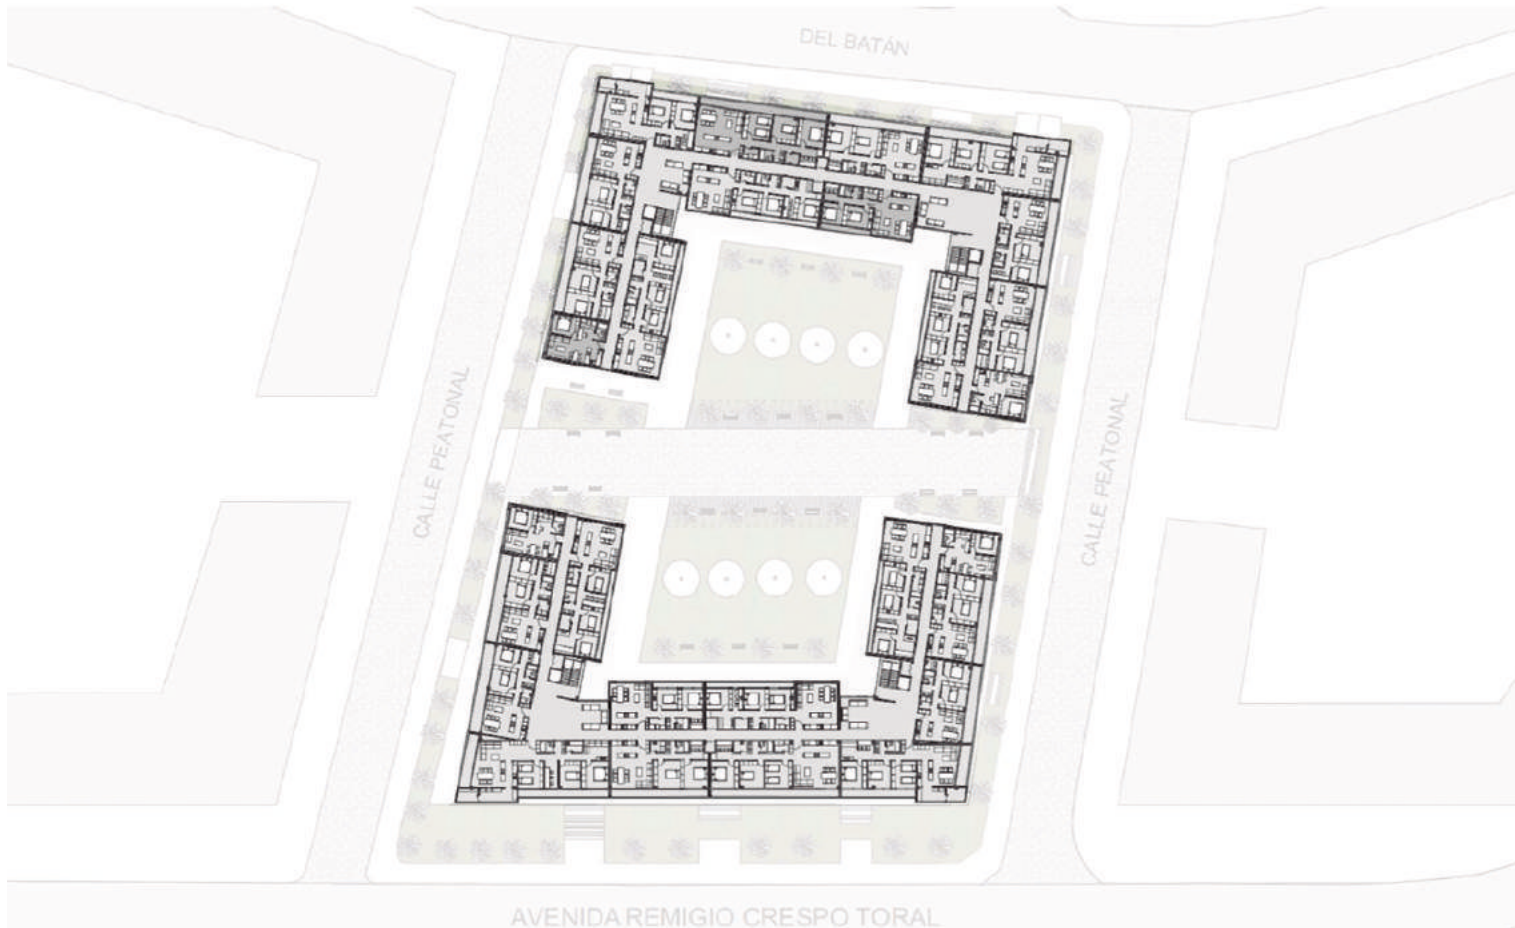 DEL BATÁN
CALLE PEATONAL
CALLE PEATONAL
AVENIDA REMIGIO CRESPO TORAL